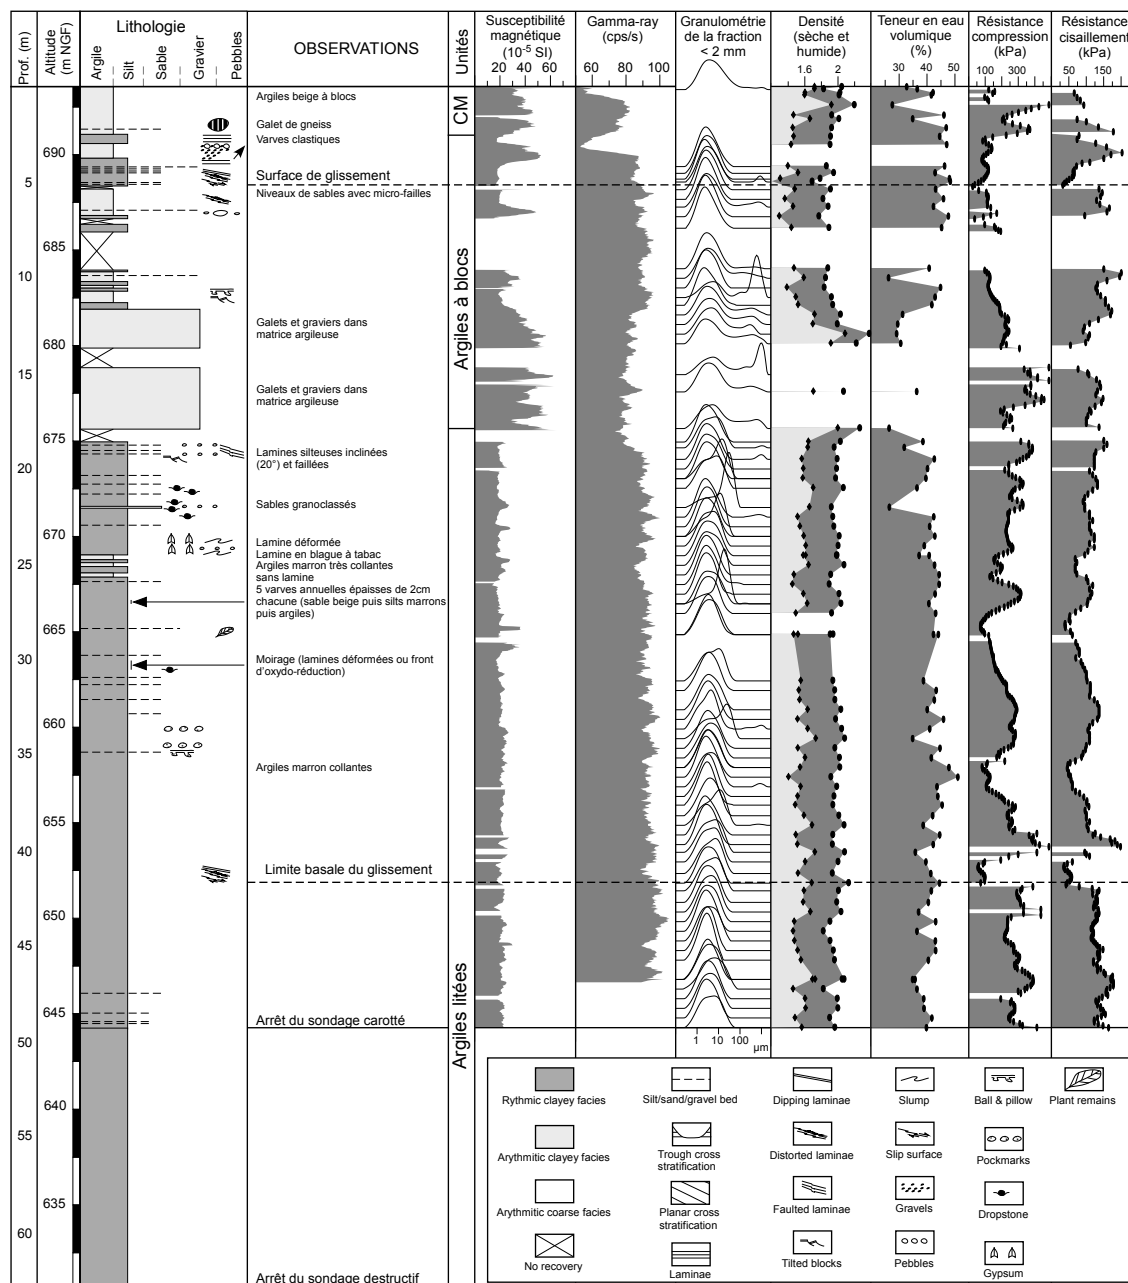 Prof. (m)
Altitude
(m NGF)
Lithologie
Argile
Silt
Sable
Gravier
Pebbles
OBSERVATIONS
Unités
Susceptibilité
magnétique
(10-5 SI)
20 40 60
Gamma-ray
(cps/s)
60 80 100
Granulométrie
de la fraction
< 2 mm
Densité
(sèche et
humide)
1.6 2
Teneur en eau
volumique
(%)
30 40 50
Résistance
compression
(kPa)
100 300
Résistance
cisaillement
(kPa)
50 150
Argiles beige à blocs
CM
Galet de gneiss
Varves clastiques
690
Surface de glissement
5
Niveaux de sables avec micro-failles
685
10
Argiles à blocs
Galets et graviers dans
matrice argileuse
680
15
Galets et graviers dans
matrice argileuse
675
Lamines silteuses inclinées
(20°) et faillées
20
Sables granoclassés
670
Lamine déformée
Lamine en blague à tabac
25
Argiles marron très collantes
sans lamine
5 varves annuelles épaisses de 2cm
chacune (sable beige puis silts marrons
puis argiles)
665
30
Moirage (lamines déformées ou front
d'oxydo-réduction)
660
35
Argiles marron collantes
655
40
Limite basale du glissement
650
45
Argiles litées
645
Arrêt du sondage carotté
1 10 100 µm
50
640
55
635
60
Arrêt du sondage destructif
Rythmic clayey facies
Silt/sand/gravel bed
Dipping laminae
Slump
Ball & pillow
Plant remains
Arythmitic clayey facies
Trough cross
stratification
Distorted laminae
Slip surface
Pockmarks
Arythmitic coarse facies
Planar cross
stratification
Faulted laminae
Gravels
Dropstone
No recovery
Laminae
Tilted blocks
Pebbles
Gypsum